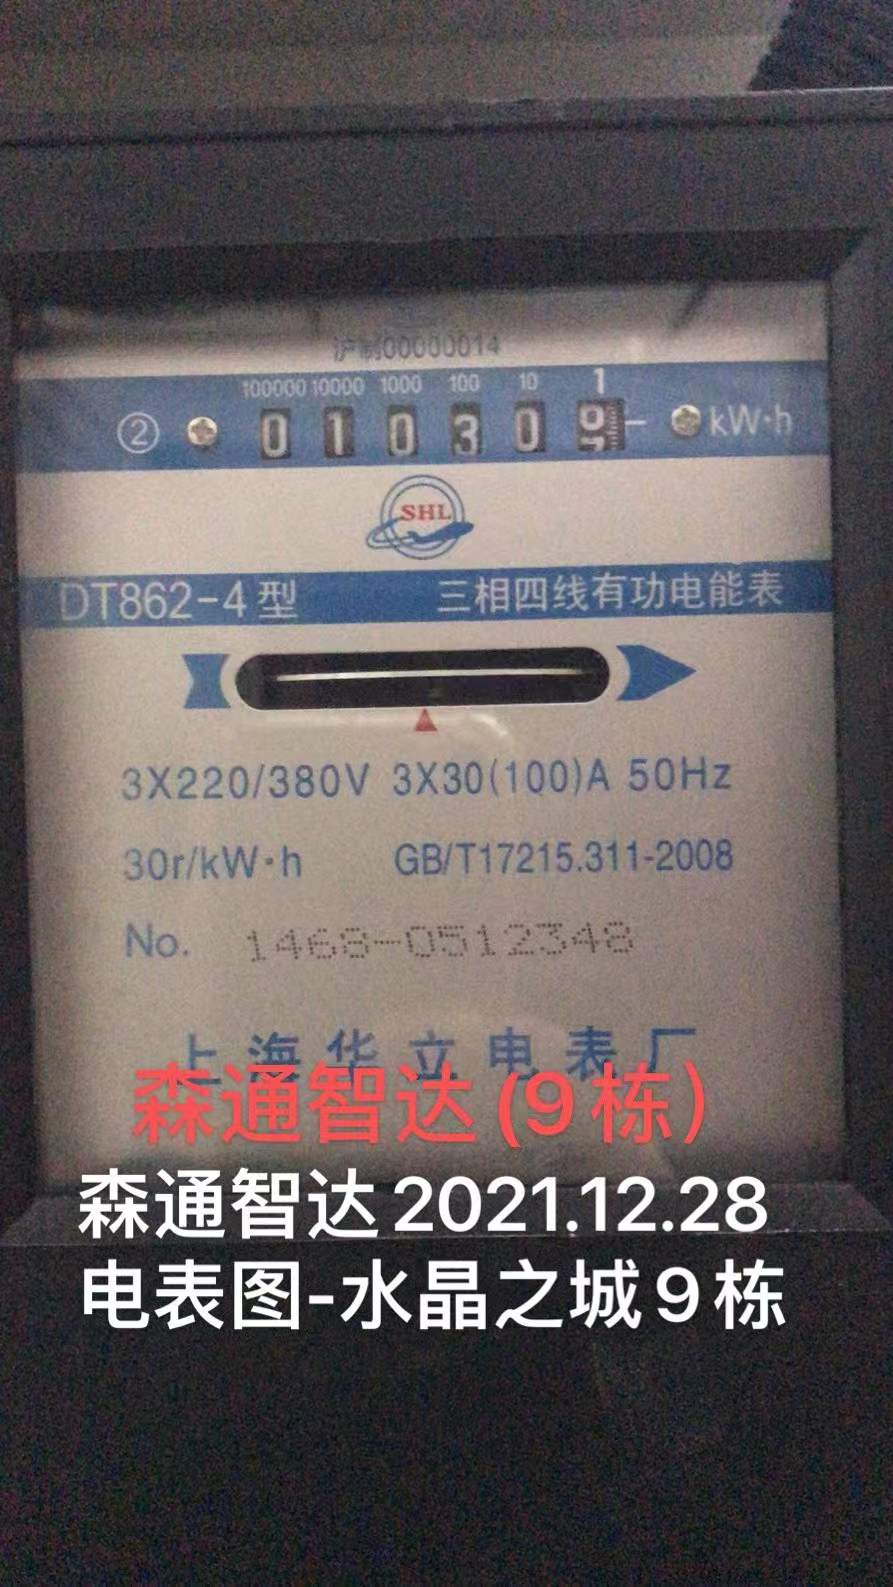 沪制00000014
100000 10000 1000 100 10 1
② 0 1 0 3 0 kW·h
SHL
DT862-4型 三相四线有功电能表
3X220/380V 3X30(100)A 50Hz
30r/kW·h GB/T17215.311-2008
No. 1468-0512348
上海华立电表厂
森通智达(9栋)
森通智达2021.12.28
电表图-水晶之城9栋